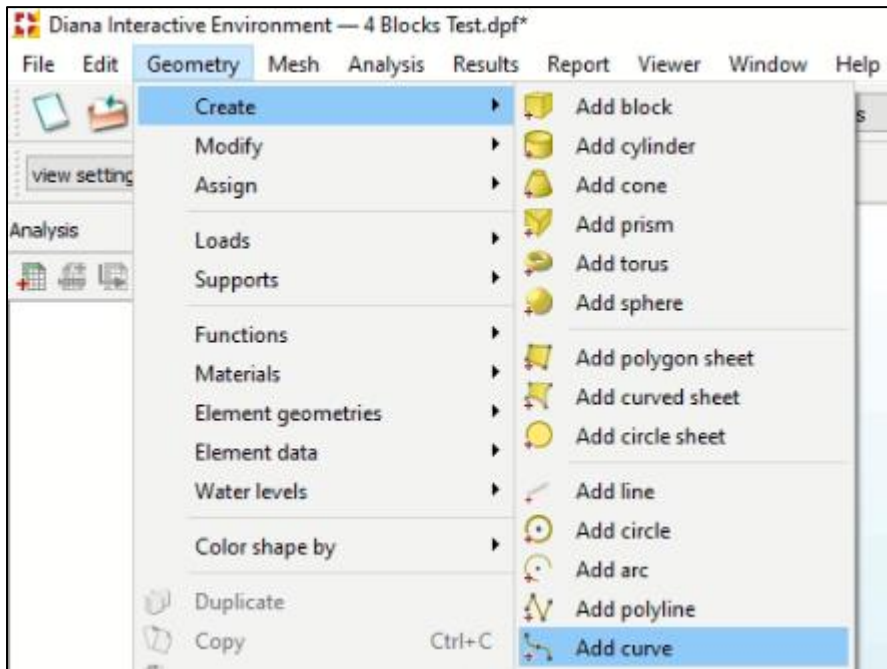 Diana Interactive Environment — 4 Blocks Test.dpf*
File Edit Geometry Mesh Analysis Results Report Viewer Window Help
view setting
Analysis
Create
Modify
Assign
Loads
Supports
Functions
Materials
Element geometries
Element data
Water levels
Color shape by
Duplicate
Copy Ctrl+C
Add block
Add cylinder
Add cone
Add prism
Add torus
Add sphere
Add polygon sheet
Add curved sheet
Add circle sheet
Add line
Add circle
Add arc
Add polyline
Add curve
s